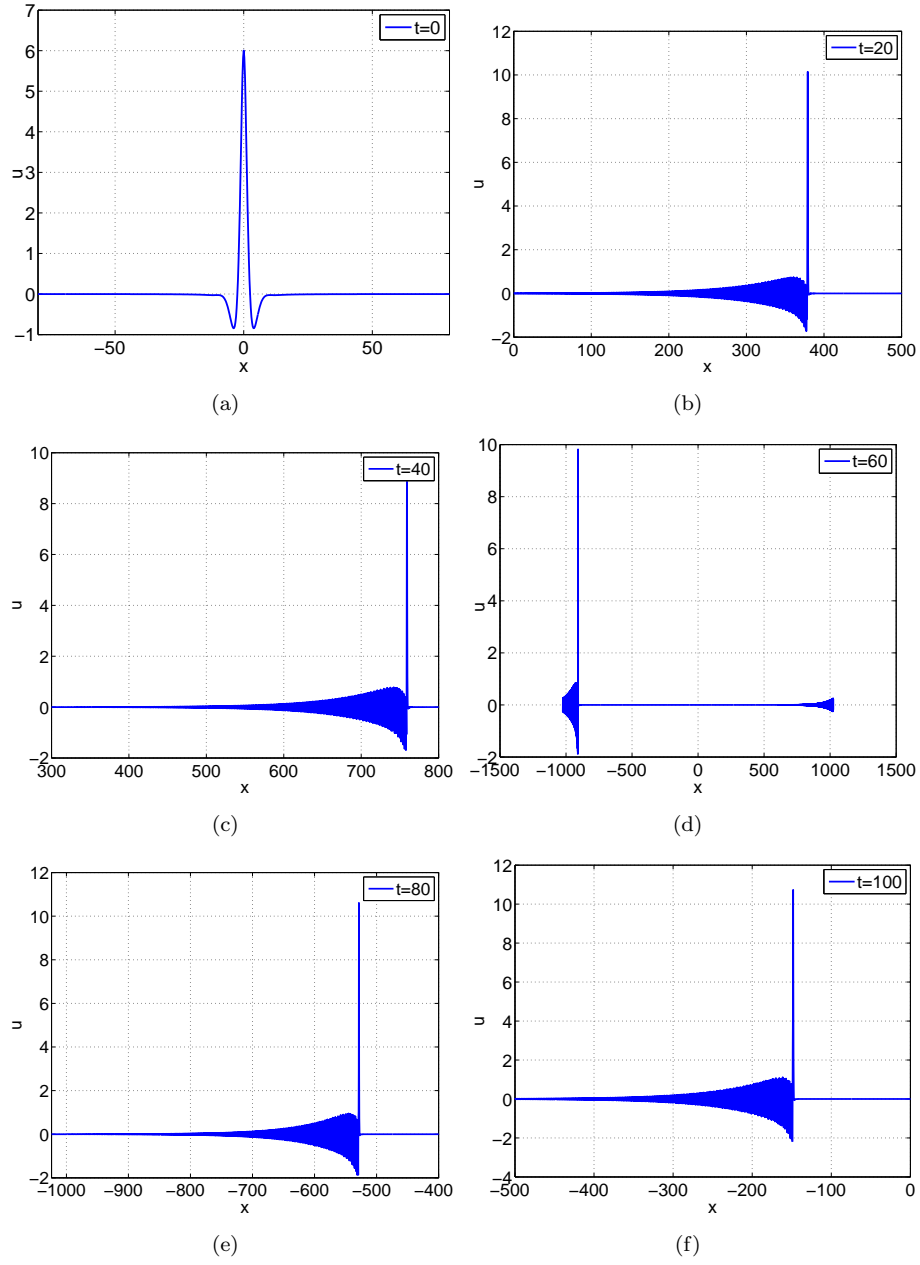 7
6
5
4
3
2
1
0
−1
u
t=0
−50 0 50
x
(a)
12
10
8
6
4
2
0
−2
u
t=20
0 100 200 300 400 500
x
(b)
10
8
6
4
2
0
−2
u
t=40
300 400 500 600 700 800
x
(c)
10
8
6
4
2
0
−2
u
t=60
−1500 −1000 −500 0 500 1000 1500
x
(d)
12
10
8
6
4
2
0
−2
u
t=80
−1000 −900 −800 −700 −600 −500 −400
x
(e)
12
10
8
6
4
2
0
−2
−4
u
t=100
−500 −400 −300 −200 −100 0
x
(f)